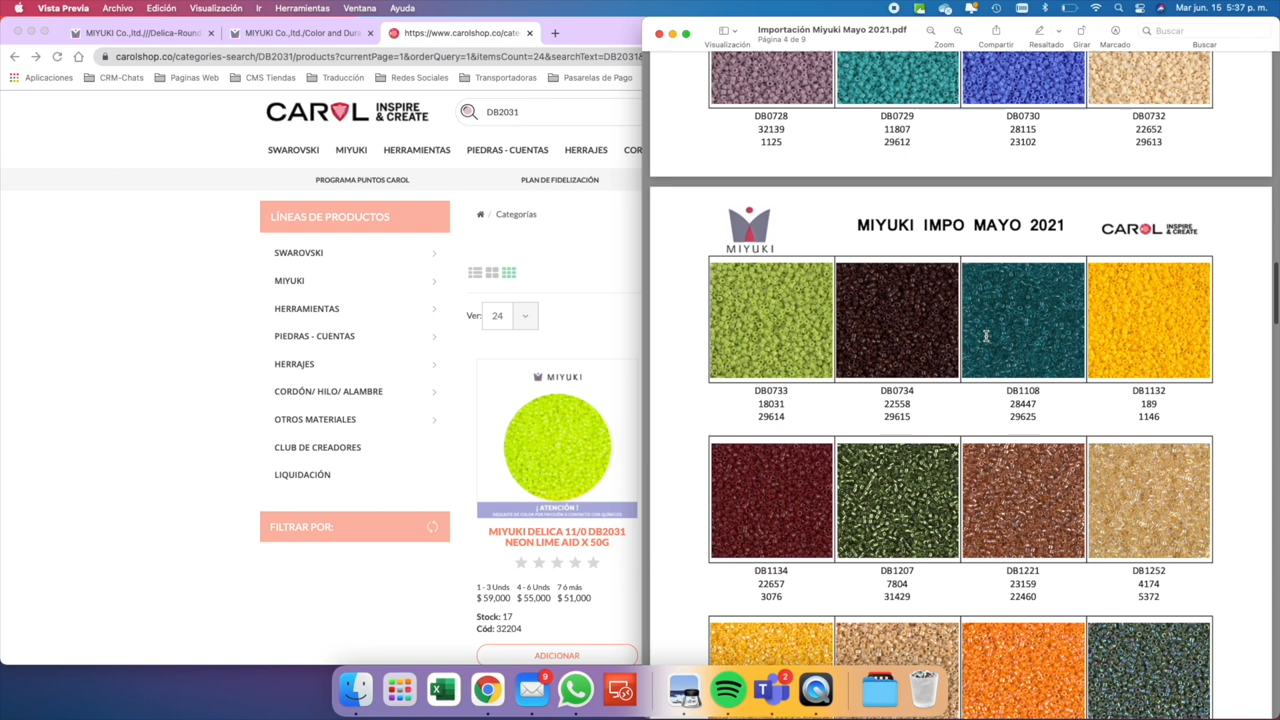 Vista Previa Archivo Edición Visualización Ir Herramientas Ventana Ayuda
Mar jun. 15 5:37 p. m.
MIYUKI Co.,ltd.///Delica-Round
MIYUKI Co.,ltd./Color and Dura
https://www.carolshop.co/cate
carolshop.co/categories-search/DB2031/products?currentPage=1&orderQuery=1&itemsCount=24&searchText=DB2031&
Aplicaciones CRM-Chats Paginas Web CMS Tiendas Traducción Redes Sociales Transportadoras Pasarelas de Pago
CAROL INSPIRE & CREATE
DB2031
SWAROVSKI MIYUKI HERRAMIENTAS PIEDRAS - CUENTAS HERRAJES COR
PROGRAMA PUNTOS CAROL PLAN DE FIDELIZACIÓN
LÍNEAS DE PRODUCTOS
SWAROVSKI
MIYUKI
HERRAMIENTAS
PIEDRAS - CUENTAS
HERRAJES
CORDÓN/ HILO/ ALAMBRE
OTROS MATERIALES
CLUB DE CREADORES
LIQUIDACIÓN
FILTRAR POR:
/ Categorías
Ver: 24
MIYUKI
¡ATENCIÓN !
MIYUKI DELICA 11/0 DB2031
NEON LIME AID X 50G
1 - 3 Unds 4 - 6 Unds 7 ó más
$ 59,000 $ 55,000 $ 51,000
Stock: 17
Cód: 32204
ADICIONAR
Importación Miyuki Mayo 2021.pdf
Página 4 de 9
Buscar
Visualización Zoom Compartir Resaltado Girar Marcado Buscar
DB0728 DB0729 DB0730 DB0732
32139 11807 28115 22652
1125 29612 23102 29613
MIYUKI
MIYUKI IMPO MAYO 2021
CAROL INSPIRE & CREATE
DB0733 DB0734 DB1108 DB1132
18031 22558 28447 189
29614 29615 29625 1146
DB1134 DB1207 DB1221 DB1252
22657 7804 23159 4174
3076 31429 22460 5372
9
2